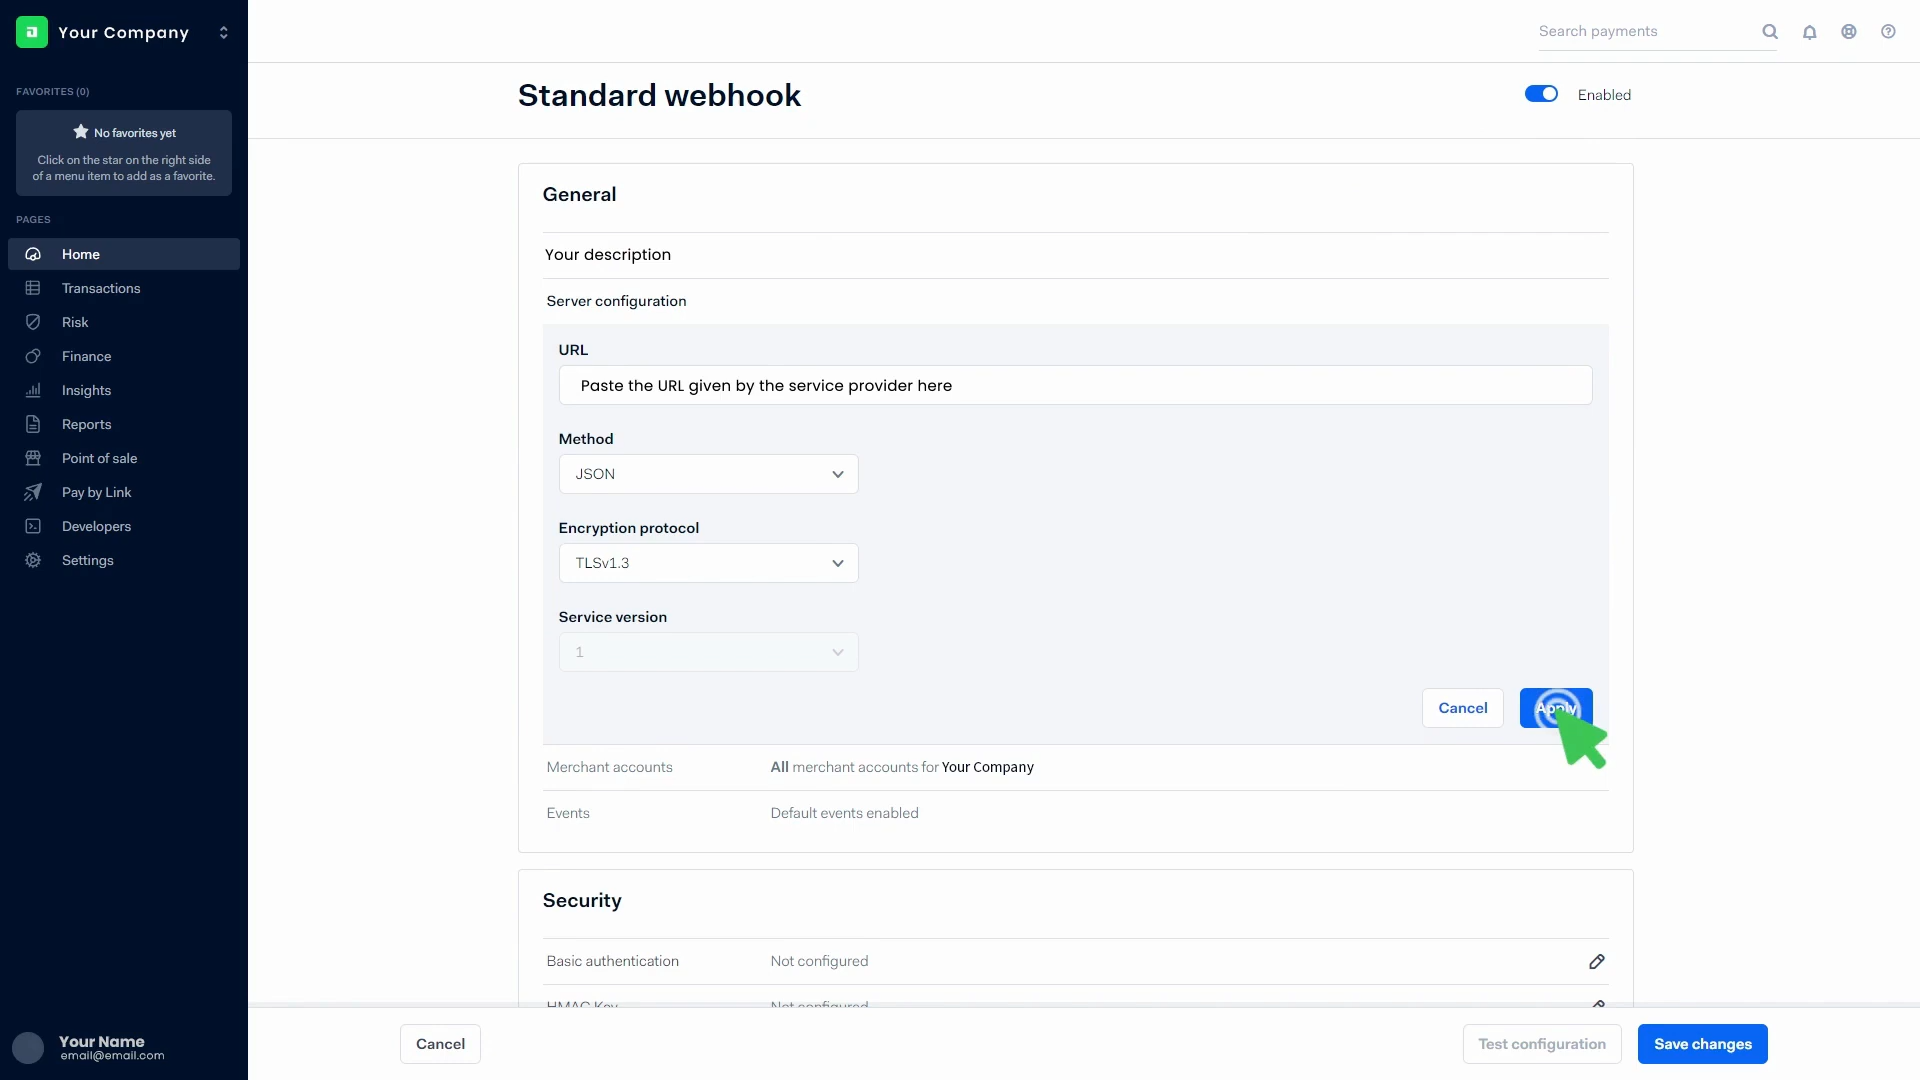 Your Company
Search payments
FAVORITES (0)
No favorites yet
Click on the star on the right side
of a menu item to add as a favorite.
PAGES
Home
Transactions
Risk
Finance
Insights
Reports
Point of sale
Pay by Link
Developers
Settings
Your Name
email@email.com
Standard webhook
Enabled
General
Your description
Server configuration
URL
Paste the URL given by the service provider here
Method
JSON
Encryption protocol
TLSv1.3
Service version
1
Cancel
Apply
Merchant accounts
All merchant accounts for Your Company
Events
Default events enabled
Security
Basic authentication
Not configured
HMAC Key
Not configured
Cancel
Test configuration
Save changes